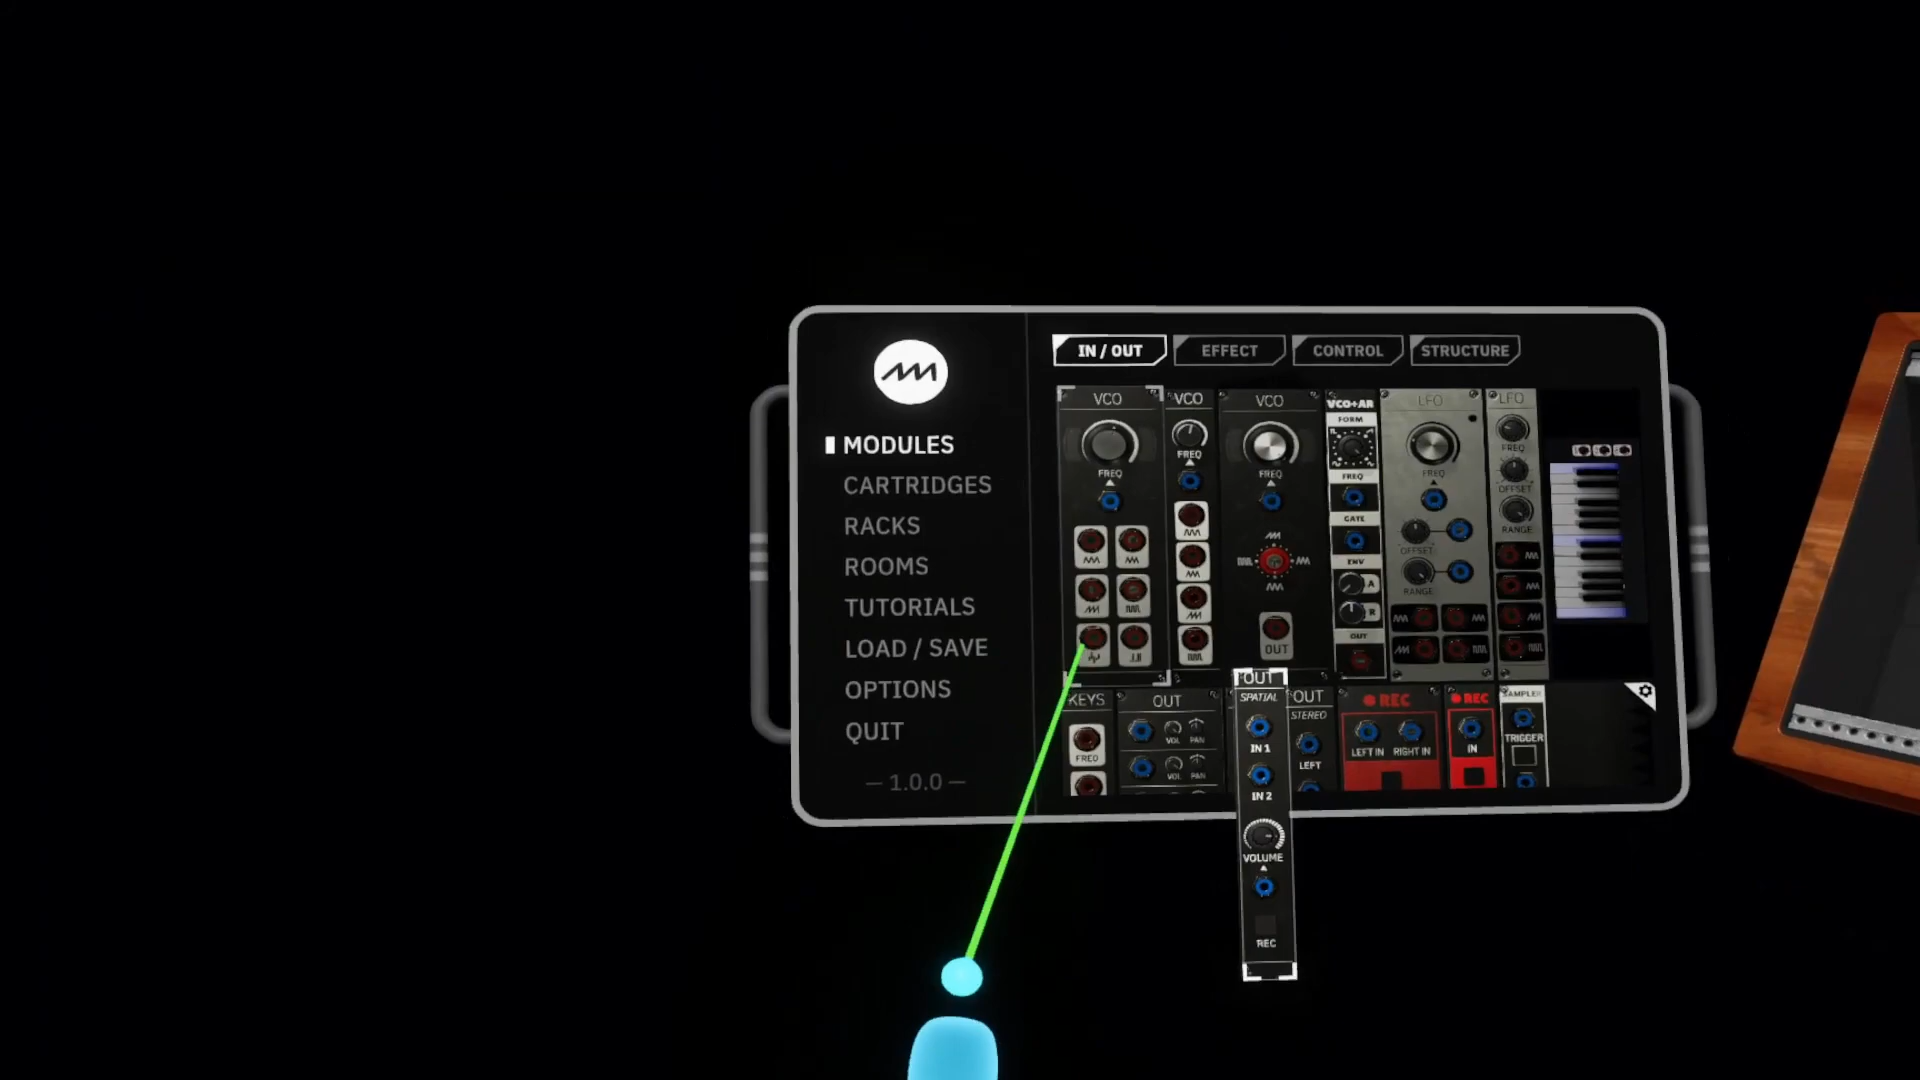 IN / OUT
EFFECT
CONTROL
STRUCTURE
MODULES
CARTRIDGES
RACKS
ROOMS
TUTORIALS
LOAD / SAVE
OPTIONS
QUIT
— 1.0.0 —
VCO
FREQ
VCO
FREQ
VCO
FREQ
OUT
VCO+AR
FORM
FREQ
GATE
ENV
A
R
OUT
LFO
FREQ
OFFSET
RANGE
LFO
FREQ
OFFSET
RANGE
KEYS
FREQ
OUT
VOL PAN
VOL PAN
OUT
SPATIAL
IN 1
IN 2
VOLUME
REC
OUT
STEREO
LEFT
REC
LEFT IN RIGHT IN
REC
IN
SAMPLER
TRIGGER